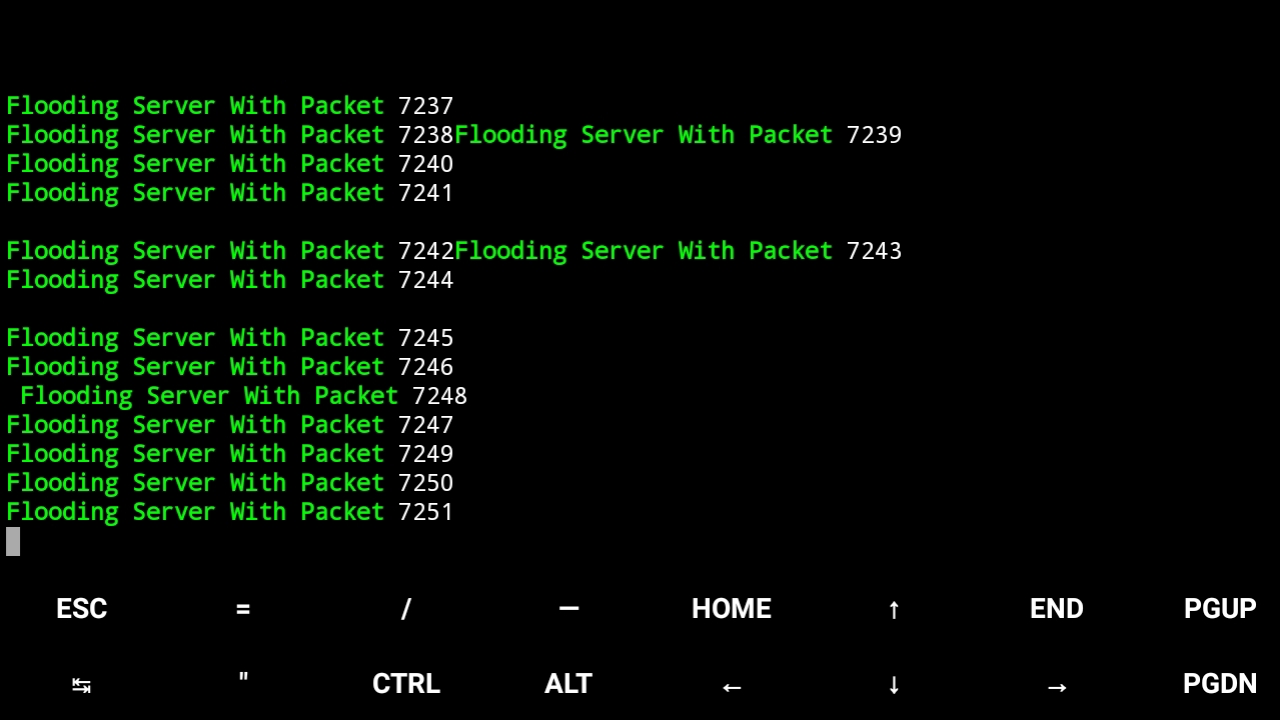 Flooding Server With Packet 7237
Flooding Server With Packet 7238Flooding Server With Packet 7239
Flooding Server With Packet 7240
Flooding Server With Packet 7241
Flooding Server With Packet 7242Flooding Server With Packet 7243
Flooding Server With Packet 7244
Flooding Server With Packet 7245
Flooding Server With Packet 7246
Flooding Server With Packet 7248
Flooding Server With Packet 7247
Flooding Server With Packet 7249
Flooding Server With Packet 7250
Flooding Server With Packet 7251
ESC = / — HOME ↑ END PGUP
↹ " CTRL ALT ← ↓ → PGDN